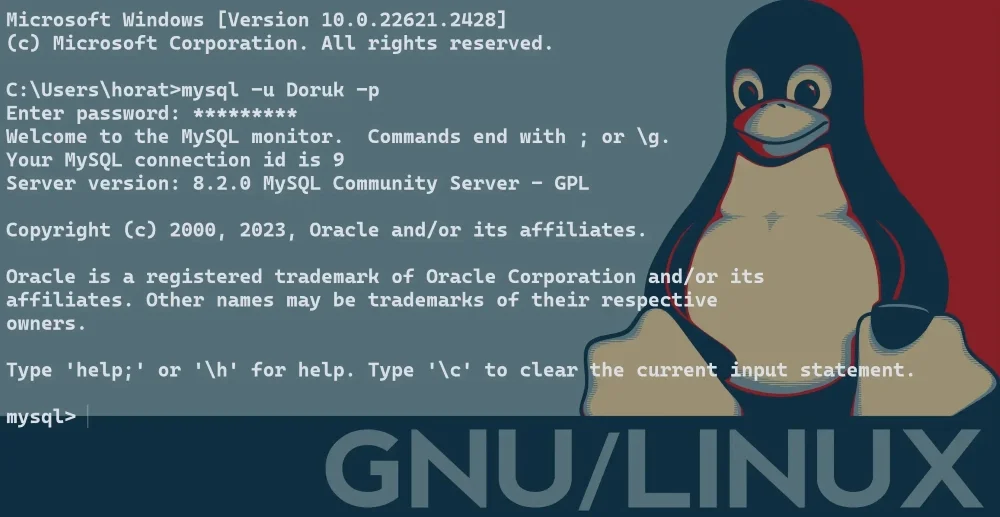 Microsoft Windows [Version 10.0.22621.2428]
(c) Microsoft Corporation. All rights reserved.
C:\Users\horat>mysql -u Doruk -p
Enter password: *********
Welcome to the MySQL monitor.  Commands end with ; or \g.
Your MySQL connection id is 9
Server version: 8.2.0 MySQL Community Server - GPL
Copyright (c) 2000, 2023, Oracle and/or its affiliates.
Oracle is a registered trademark of Oracle Corporation and/or its
affiliates. Other names may be trademarks of their respective
owners.
Type 'help;' or '\h' for help. Type '\c' to clear the current input statement.
mysql>
GNU/LINUX